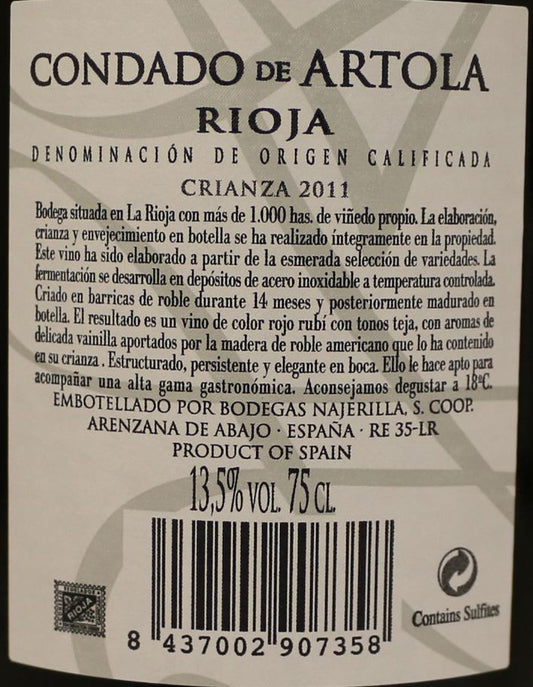 CONDADO DE ARTOLA
RIOJA
DENOMINACIÓN DE ORIGEN CALIFICADA
CRIANZA 2011
Bodega situada en La Rioja con más de 1.000 has. de viñedo propio. La elaboración,
crianza y envejecimiento en botella se ha realizado íntegramente en la propiedad.
Este vino ha sido elaborado a partir de la esmerada selección de variedades. La
fermentación se desarrolla en depósitos de acero inoxidable a temperatura controlada.
Criado en barricas de roble durante 14 meses y posteriormente madurado en
botella. El resultado es un vino de color rojo rubí con tonos teja, con aromas de
delicada vainilla aportados por la madera de roble americano que lo ha contenido
en su crianza . Estructurado, persistente y elegante en boca. Ello le hace apto para
acompañar una alta gama gastronómica. Aconsejamos degustar a 18ºC.
EMBOTELLADO POR BODEGAS NAJERILLA, S. COOP.
ARENZANA DE ABAJO · ESPAÑA · RE 35-LR
PRODUCT OF SPAIN
13,5% VOL. 75 CL.
RIOJA
Contains Sulfites
8 437002 907358